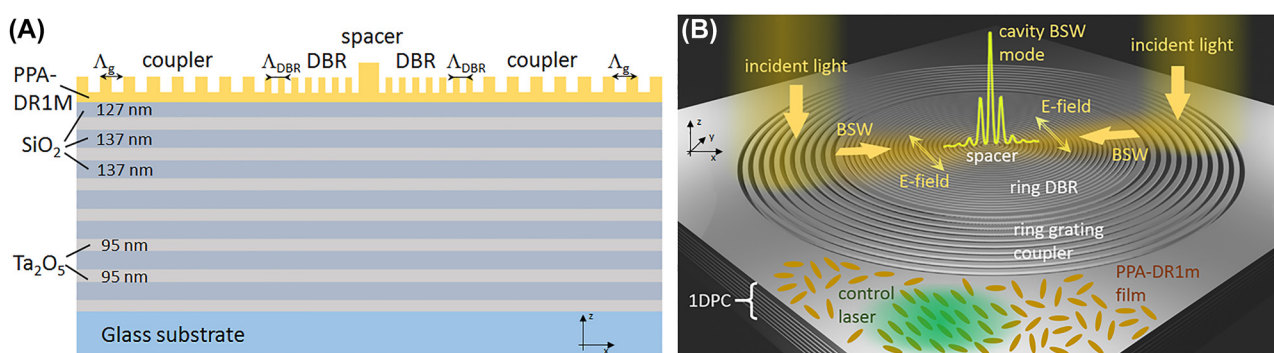 (A)
spacer
Λg
coupler
ΛDBR
DBR
DBR
ΛDBR
coupler
Λg
PPA-
DR1M
127 nm
SiO₂
137 nm
137 nm
95 nm
Ta₂O₅
95 nm
Glass substrate
z
x
(B)
cavity BSW
mode
incident light
incident light
E-field
z
y
x
BSW
BSW
spacer
E-field
ring DBR
ring grating
coupler
PPA-DR1m
film
1DPC
control
laser